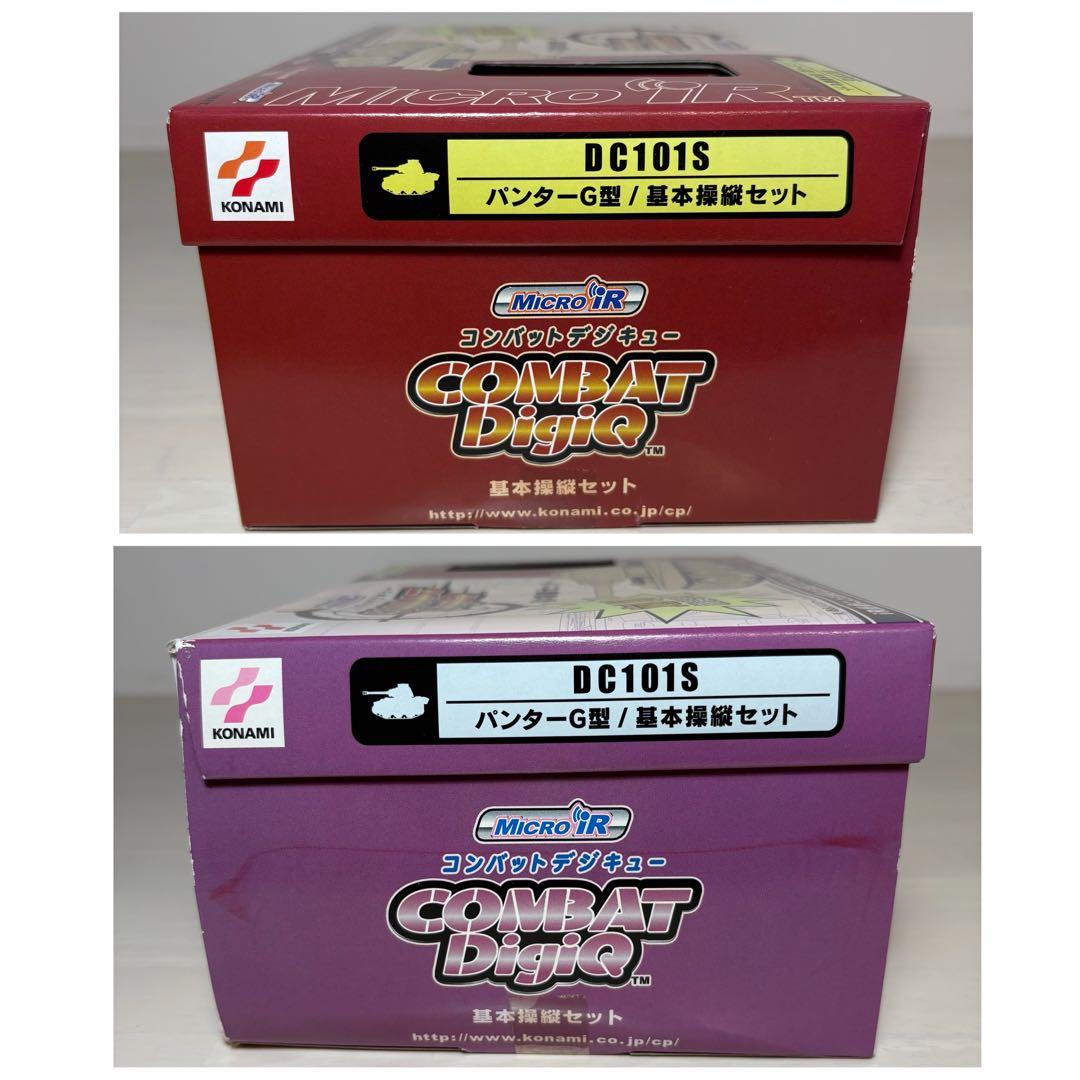 MICRO iR TM
KONAMI
DC101S
パンターG型 / 基本操縦セット
MICRO iR
コンバットデジキュー
COMBAT
DigiQ TM
基本操縦セット
http://www.konami.co.jp/cp/
KONAMI
DC101S
パンターG型 / 基本操縦セット
MICRO iR
コンバットデジキュー
COMBAT
DigiQ TM
基本操縦セット
http://www.konami.co.jp/cp/